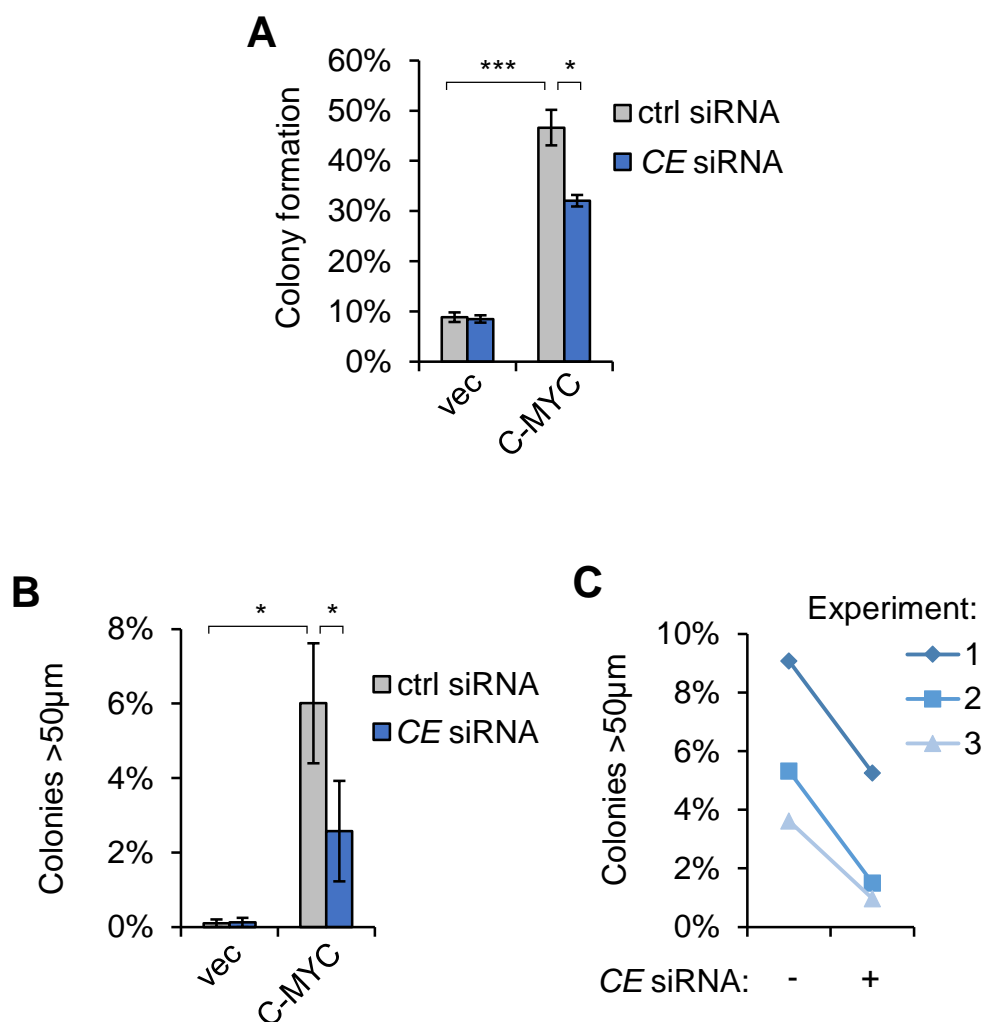 A
60%
50%
40%
30%
20%
10%
0%
Colony formation
*** *
ctrl siRNA
CE siRNA
vec
C-MYC
B
8%
6%
4%
2%
0%
Colonies >50µm
* *
ctrl siRNA
CE siRNA
vec
C-MYC
C
Experiment:
1
2
3
10%
8%
6%
4%
2%
0%
Colonies >50µm
CE siRNA: - +